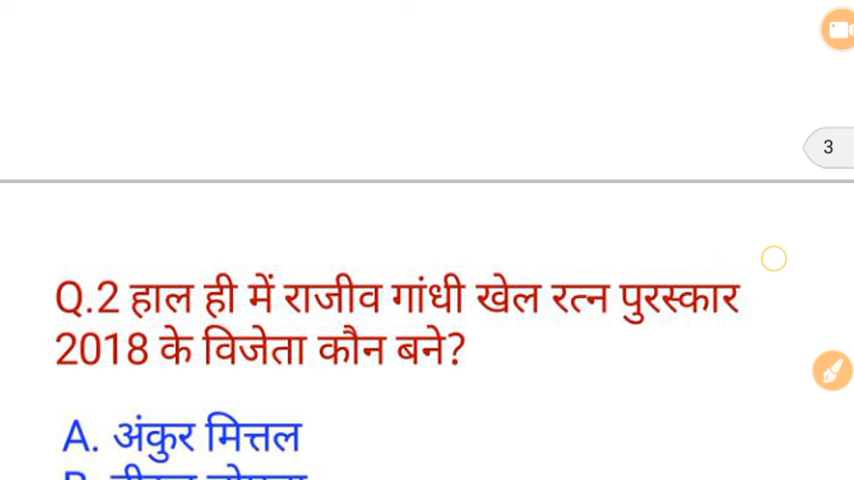 3
Q.2 हाल ही में राजीव गांधी खेल रत्न पुरस्कार
2018 के विजेता कौन बने?
A. अंकुर मित्तल